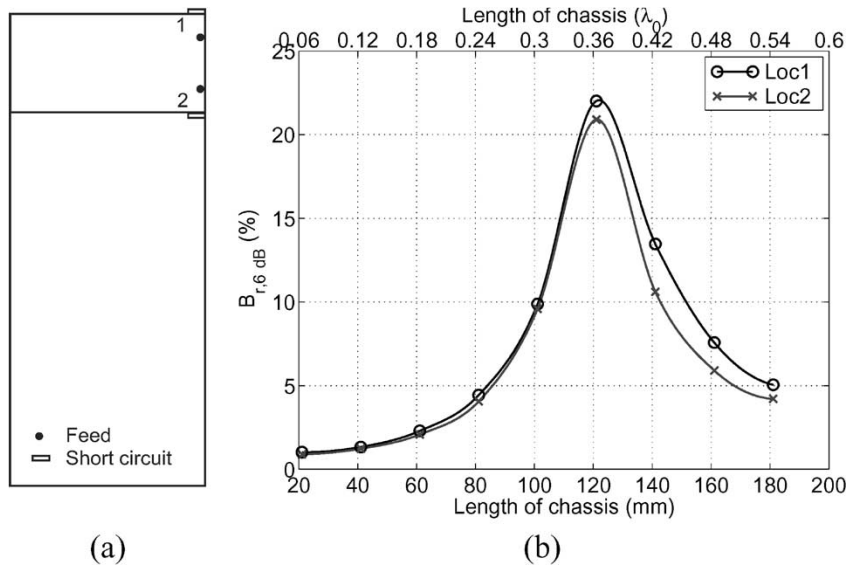 (a)
1
2
Feed
Short circuit
Length of chassis (λ0)
0.06 0.12 0.18 0.24 0.3 0.36 0.42 0.48 0.54 0.6
25
20
15
10
5
0
Br,6 dB (%)
Loc1
Loc2
20 40 60 80 100 120 140 160 180 200
Length of chassis (mm)
(a)
(b)